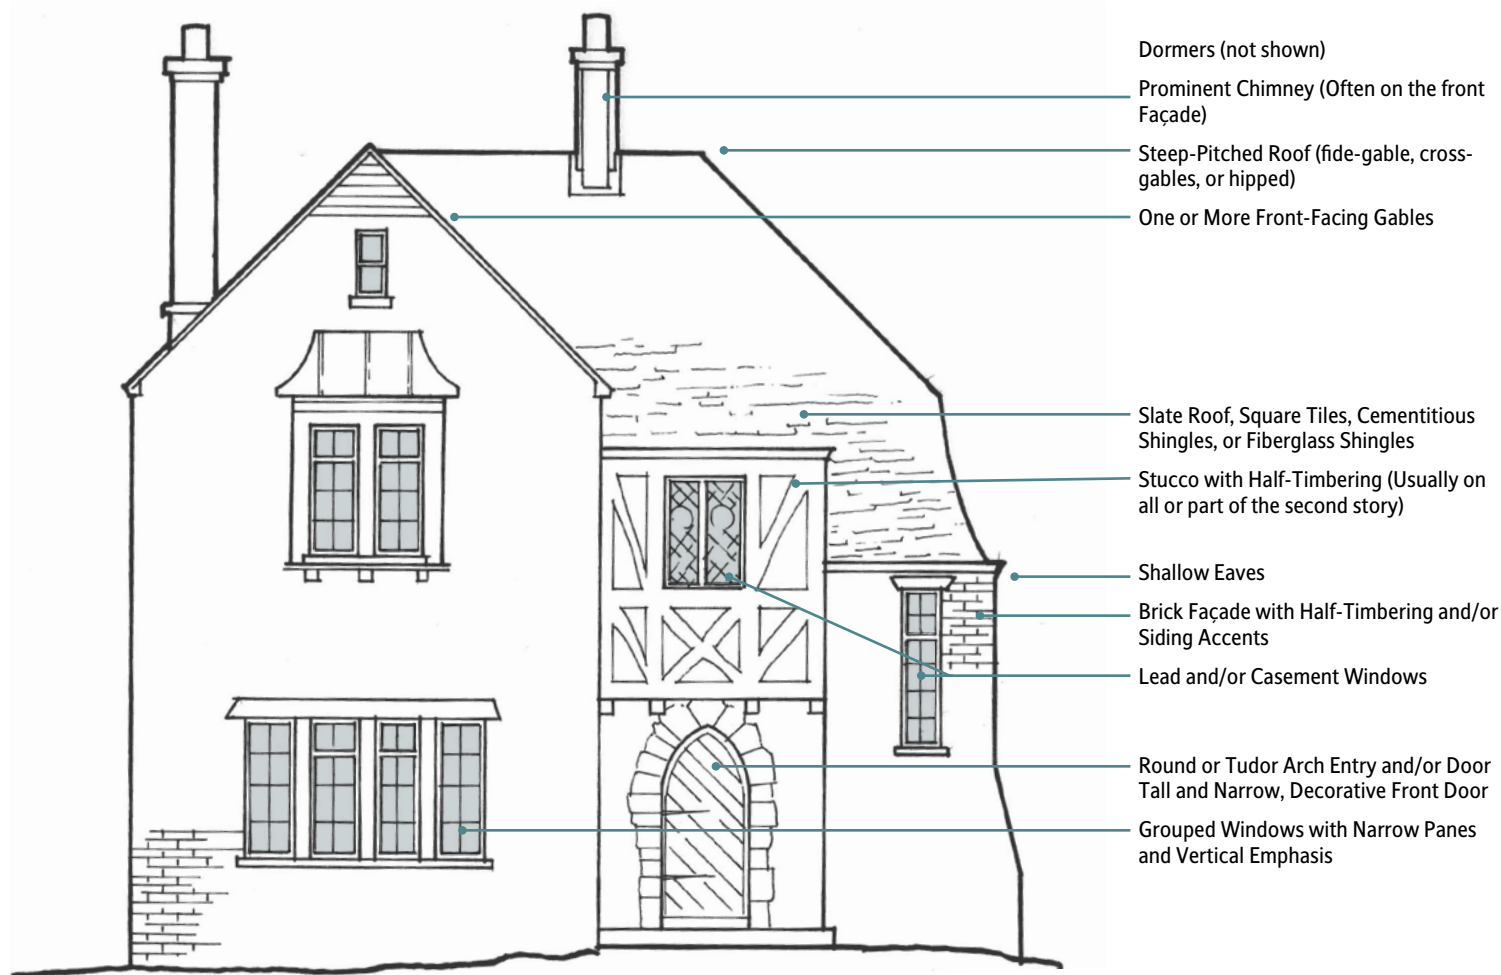 Dormers (not shown)
Prominent Chimney (Often on the front
Façade)
Steep-Pitched Roof (fide-gable, cross-
gables, or hipped)
One or More Front-Facing Gables
Slate Roof, Square Tiles, Cementitious
Shingles, or Fiberglass Shingles
Stucco with Half-Timbering (Usually on
all or part of the second story)
Shallow Eaves
Brick Façade with Half-Timbering and/or
Siding Accents
Lead and/or Casement Windows
Round or Tudor Arch Entry and/or Door
Tall and Narrow, Decorative Front Door
Grouped Windows with Narrow Panes
and Vertical Emphasis